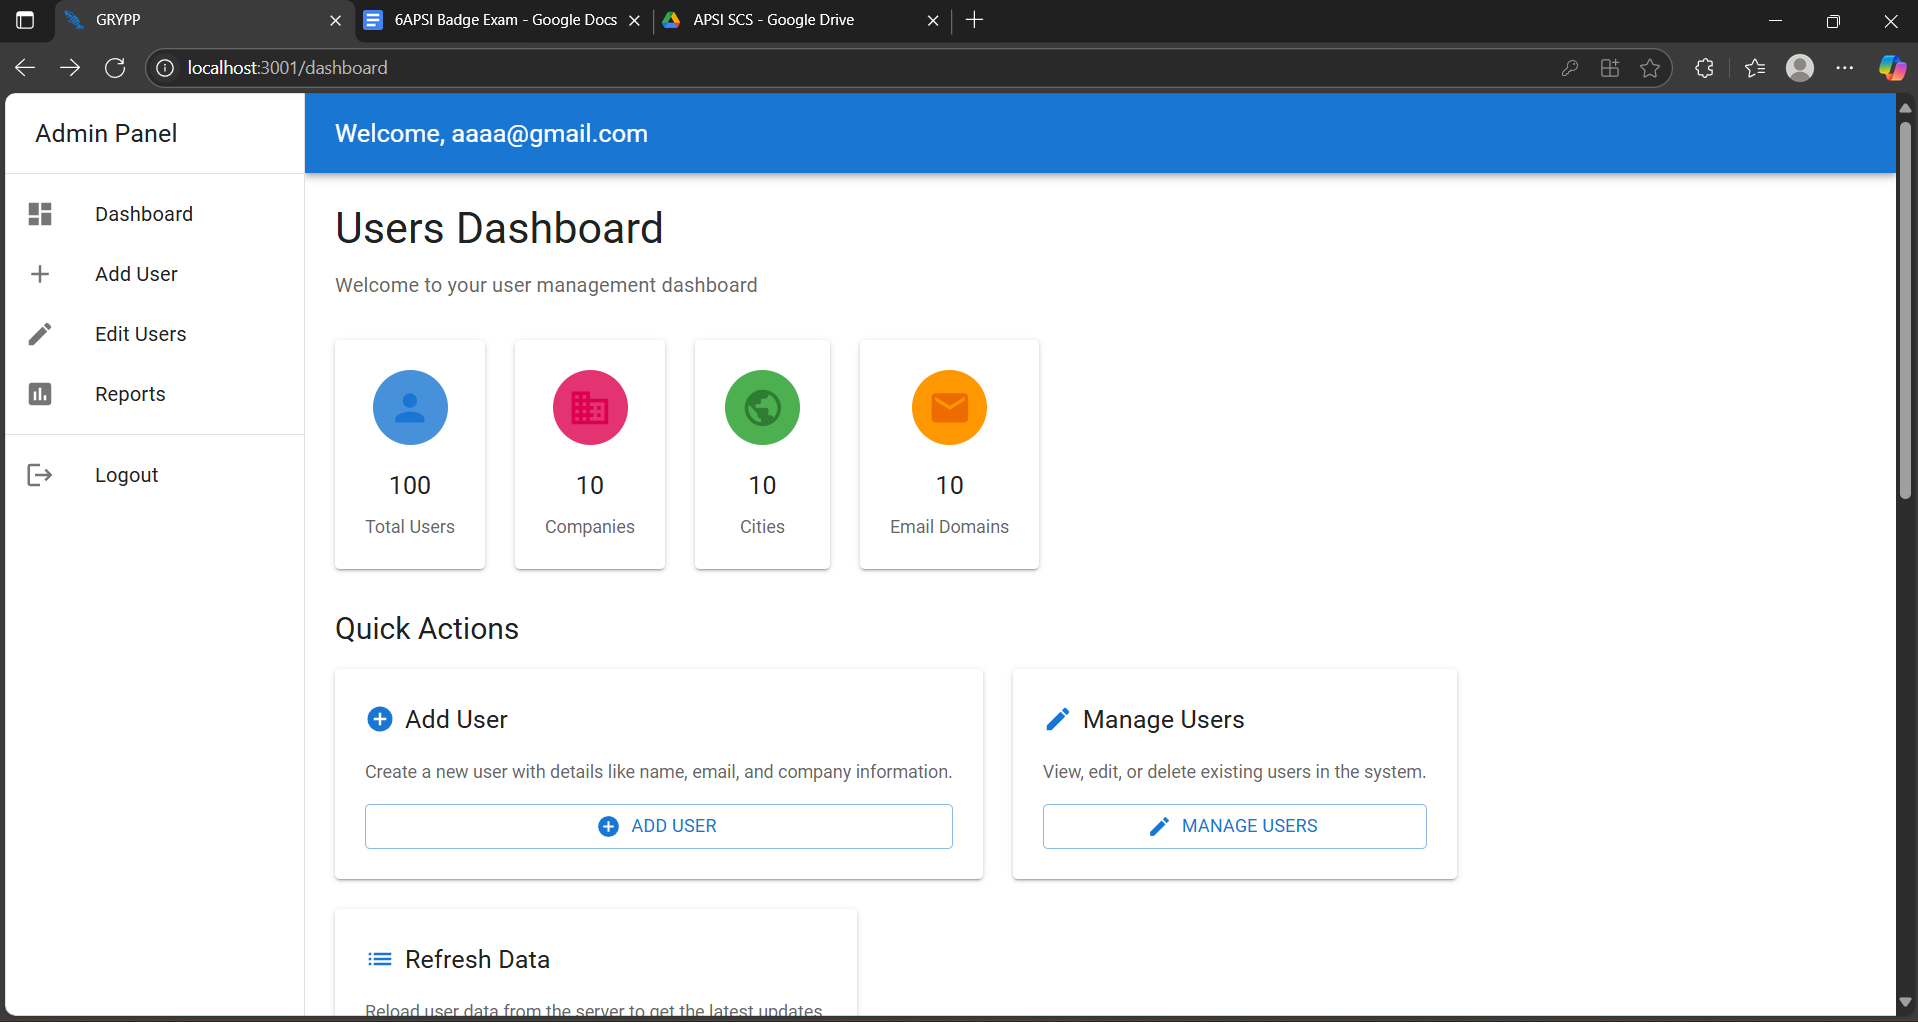 GRYPP
6APSI Badge Exam - Google Docs
APSI SCS - Google Drive
localhost:3001/dashboard
Admin Panel
Welcome, aaaa@gmail.com
Dashboard
Add User
Edit Users
Reports
Logout
Users Dashboard
Welcome to your user management dashboard
100
Total Users
10
Companies
10
Cities
10
Email Domains
Quick Actions
Add User
Create a new user with details like name, email, and company information.
ADD USER
Manage Users
View, edit, or delete existing users in the system.
MANAGE USERS
Refresh Data
Reload user data from the server to get the latest updates